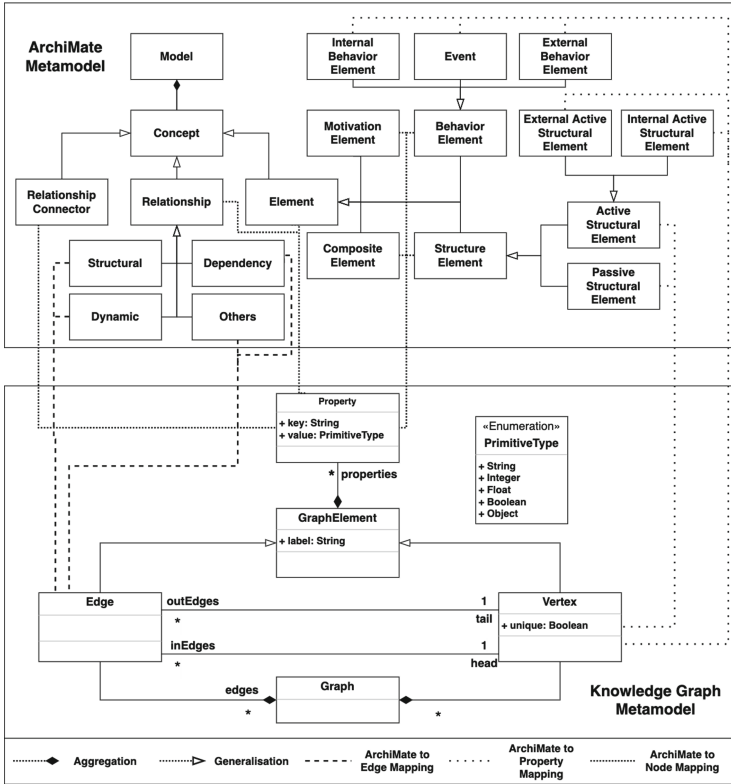 ArchiMate
Metamodel
Model
Internal
Behavior
Element
Event
External
Behavior
Element
Concept
Motivation
Element
Behavior
Element
External Active
Structural
Element
Internal Active
Structural
Element
Relationship
Connector
Relationship
Element
Active
Structural
Element
Structural
Dependency
Composite
Element
Structure
Element
Passive
Structural
Element
Dynamic
Others
Property
+ key: String
+ value: PrimitiveType
«Enumeration»
PrimitiveType
+ String
+ Integer
+ Float
+ Boolean
+ Object
* properties
GraphElement
+ label: String
Edge
outEdges
*
1
tail
Vertex
+ unique: Boolean
inEdges
*
1
head
edges
*
Graph
*
Knowledge Graph
Metamodel
Aggregation
Generalisation
ArchiMate to
Edge Mapping
ArchiMate to
Property
Mapping
ArchiMate to
Node Mapping